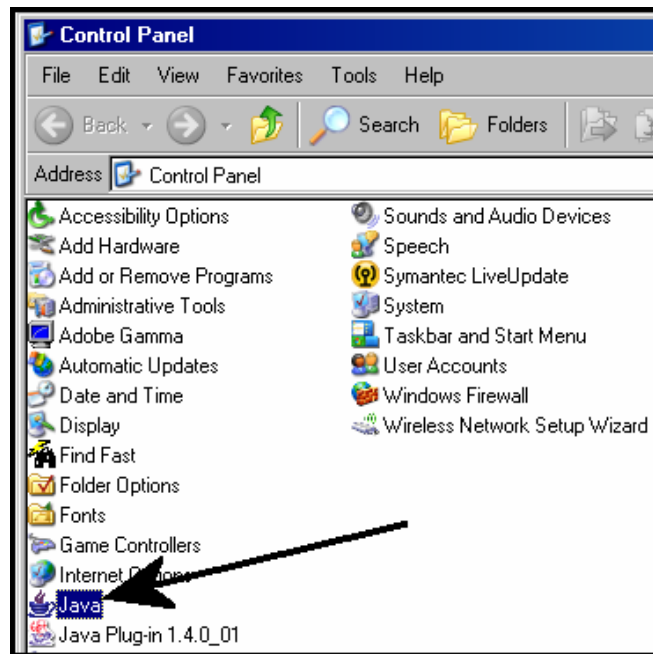 Control Panel
File Edit View Favorites Tools Help
Back Search Folders
Address Control Panel
Accessibility Options
Add Hardware
Add or Remove Programs
Administrative Tools
Adobe Gamma
Automatic Updates
Date and Time
Display
Find Fast
Folder Options
Fonts
Game Controllers
Internet Options
Java
Java Plug-in 1.4.0_01
Sounds and Audio Devices
Speech
Symantec LiveUpdate
System
Taskbar and Start Menu
User Accounts
Windows Firewall
Wireless Network Setup Wizard